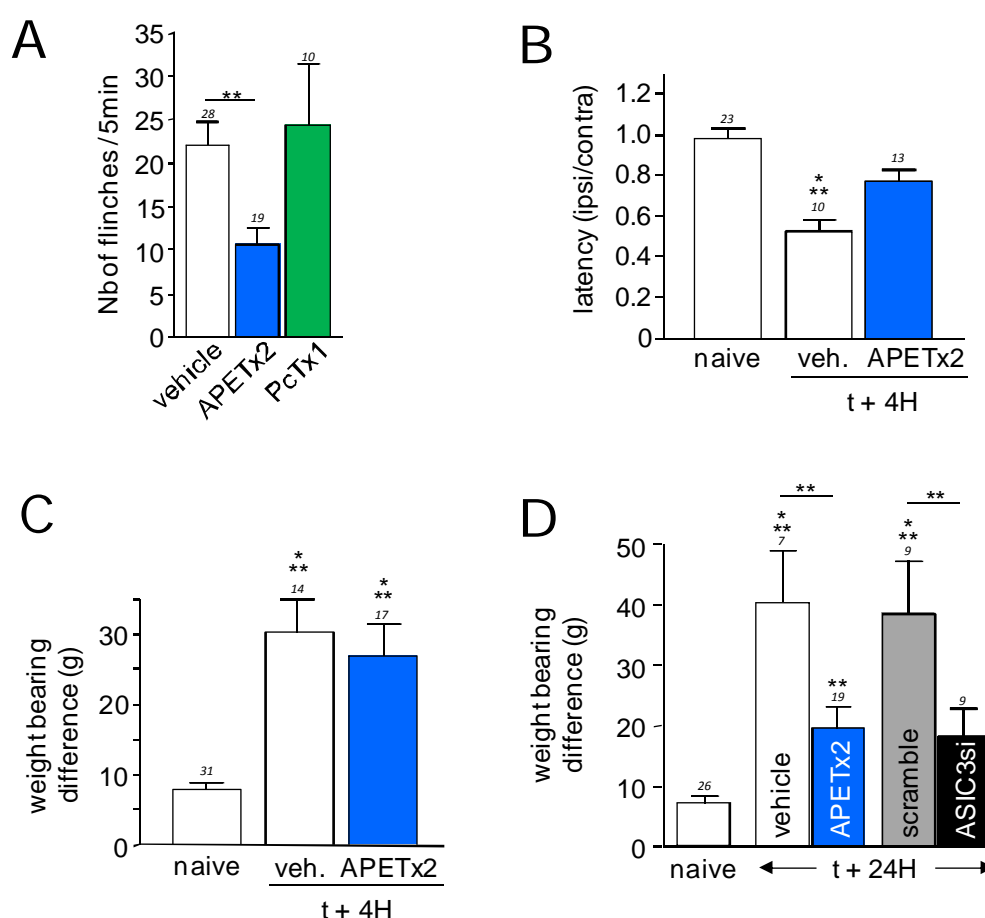 A
Nb of flinches / 5min
35
30
25
20
15
10
5
0
28
**
19
10
vehicle
APETx2
PcTx1
B
latency (ipsi/contra)
1.2
1.0
0.8
0.6
0.4
0.2
0
23
*
**
10
13
naive
veh.
APETx2
t + 4H
C
weight bearing
difference (g)
30
20
10
0
31
*
**
14
*
**
17
naive
veh.
APETx2
t + 4H
D
weight bearing
difference (g)
50
40
30
20
10
0
26
**
*
**
7
**
19
**
*
**
9
9
vehicle
APETx2
scramble
ASIC3si
naive
t + 24H